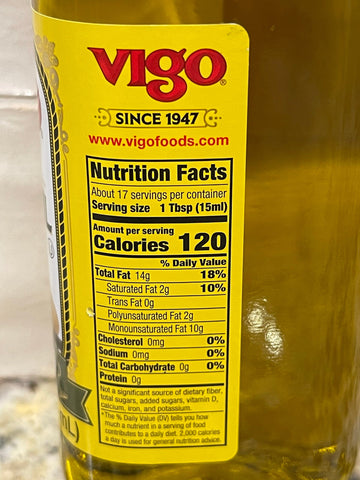 VIGO®
SINCE 1947
www.vigofoods.com
Nutrition Facts
About 17 servings per container
Serving size 1 Tbsp (15ml)
Amount per serving
Calories 120
% Daily Value
Total Fat 14g 18%
Saturated Fat 2g 10%
Trans Fat 0g
Polyunsaturated Fat 2g
Monounsaturated Fat 10g
Cholesterol 0mg 0%
Sodium 0mg 0%
Total Carbohydrate 0g 0%
Protein 0g
Not a significant source of dietary fiber,
total sugars, added sugars, vitamin D,
calcium, iron, and potassium.
*The % Daily Value (DV) tells you how
much a nutrient in a serving of food
contributes to a daily diet. 2,000 calories
a day is used for general nutrition advice.
mL)